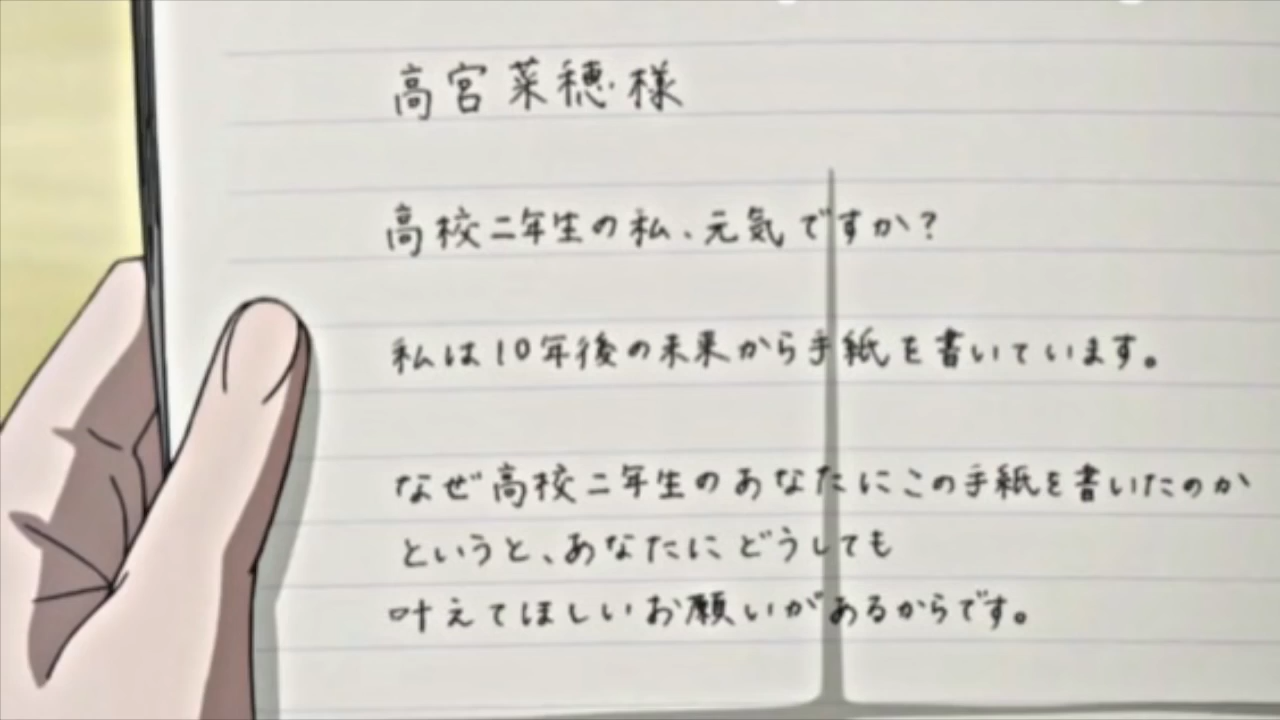 高宮菜穂様
高校二年生の私、元気ですか？
私は10年後の未来から手紙を書いています。
なぜ高校二年生のあなたにこの手紙を書いたのか
というと、あなたにどうしても
叶えてほしいお願いがあるからです。